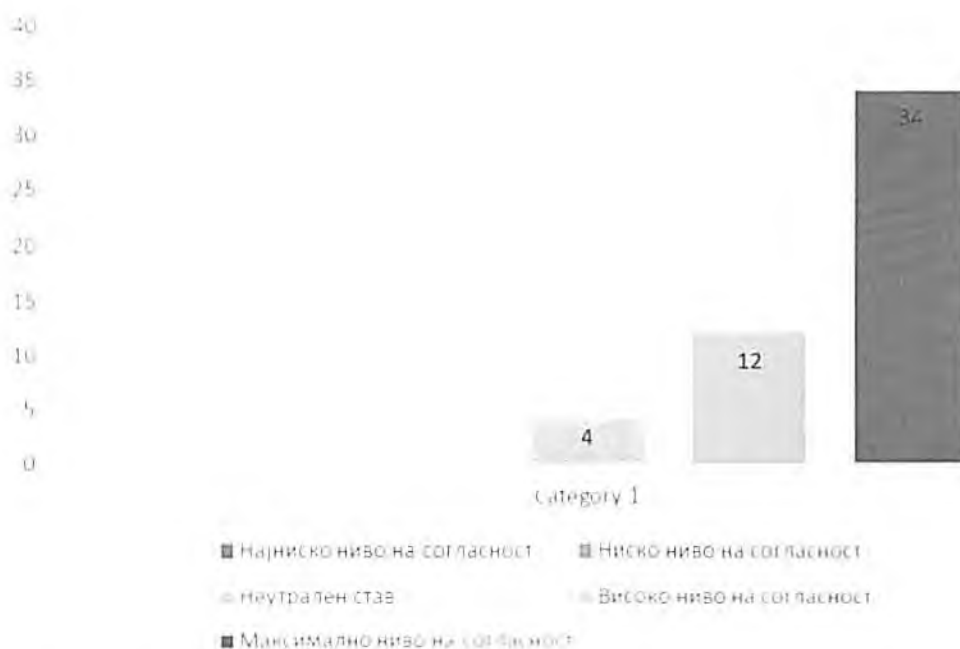 40
35
30
25
20
15
10
5
0
34
12
4
Category 1
Најниско ниво на согласност
Ниско ниво на согласност
Неутрален став
Високо ниво на согласност
Максимално ниво на согласност